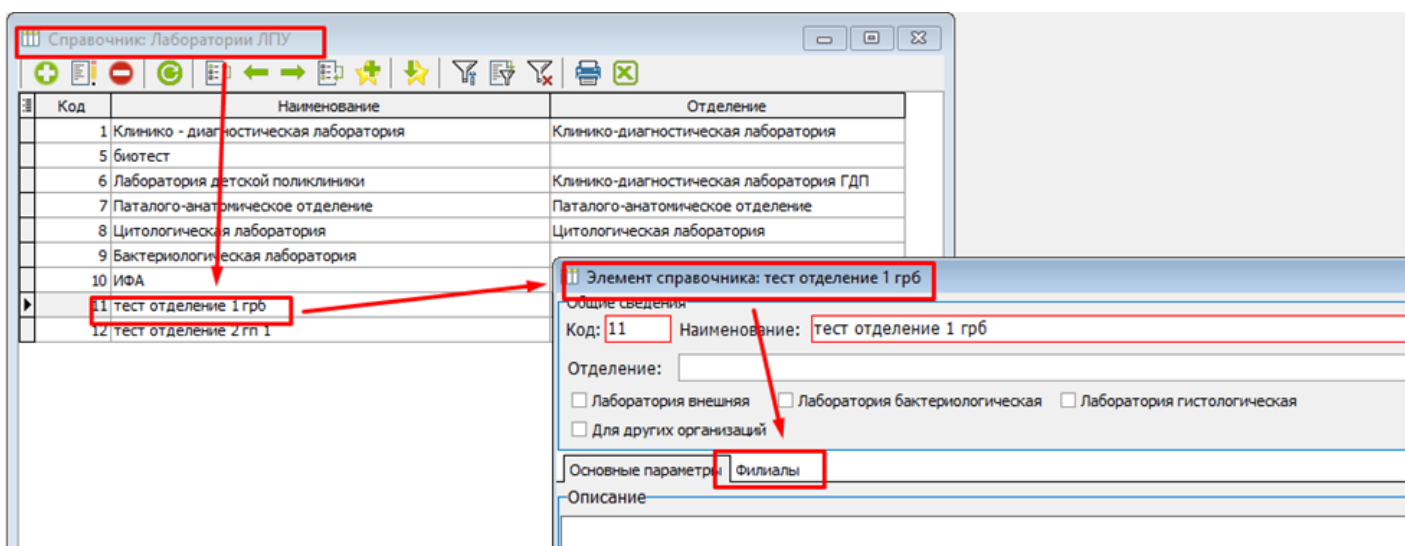 Справочник: Лаборатории ЛПУ
Код Наименование Отделение
1 Клинико - диагностическая лаборатория Клинико-диагностическая лаборатория
5 биотест
6 Лаборатория детской поликлиники Клинико-диагностическая лаборатория ГДП
7 Паталого-анатомическое отделение Паталого-анатомическое отделение
8 Цитологическая лаборатория Цитологическая лаборатория
9 Бактериологическая лаборатория
10 ИФА
11 тест отделение 1 грб
12 тест отделение 2 гп 1
Элемент справочника: тест отделение 1 грб
Общие сведения
Код: 11 Наименование: тест отделение 1 грб
Отделение:
Лаборатория внешняя Лаборатория бактериологическая Лаборатория гистологическая
Для других организаций
Основные параметры Филиалы
Описание